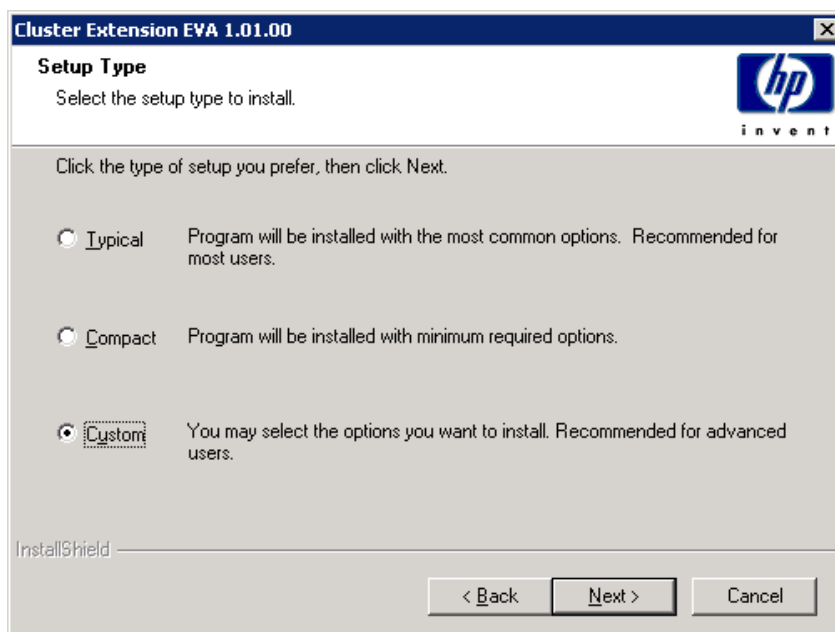 Cluster Extension EVA 1.01.00
Setup Type
Select the setup type to install.
hp
invent
Click the type of setup you prefer, then click Next.
Typical
Program will be installed with the most common options. Recommended for
most users.
Compact
Program will be installed with minimum required options.
Custom
You may select the options you want to install. Recommended for advanced
users.
InstallShield
< Back
Next >
Cancel